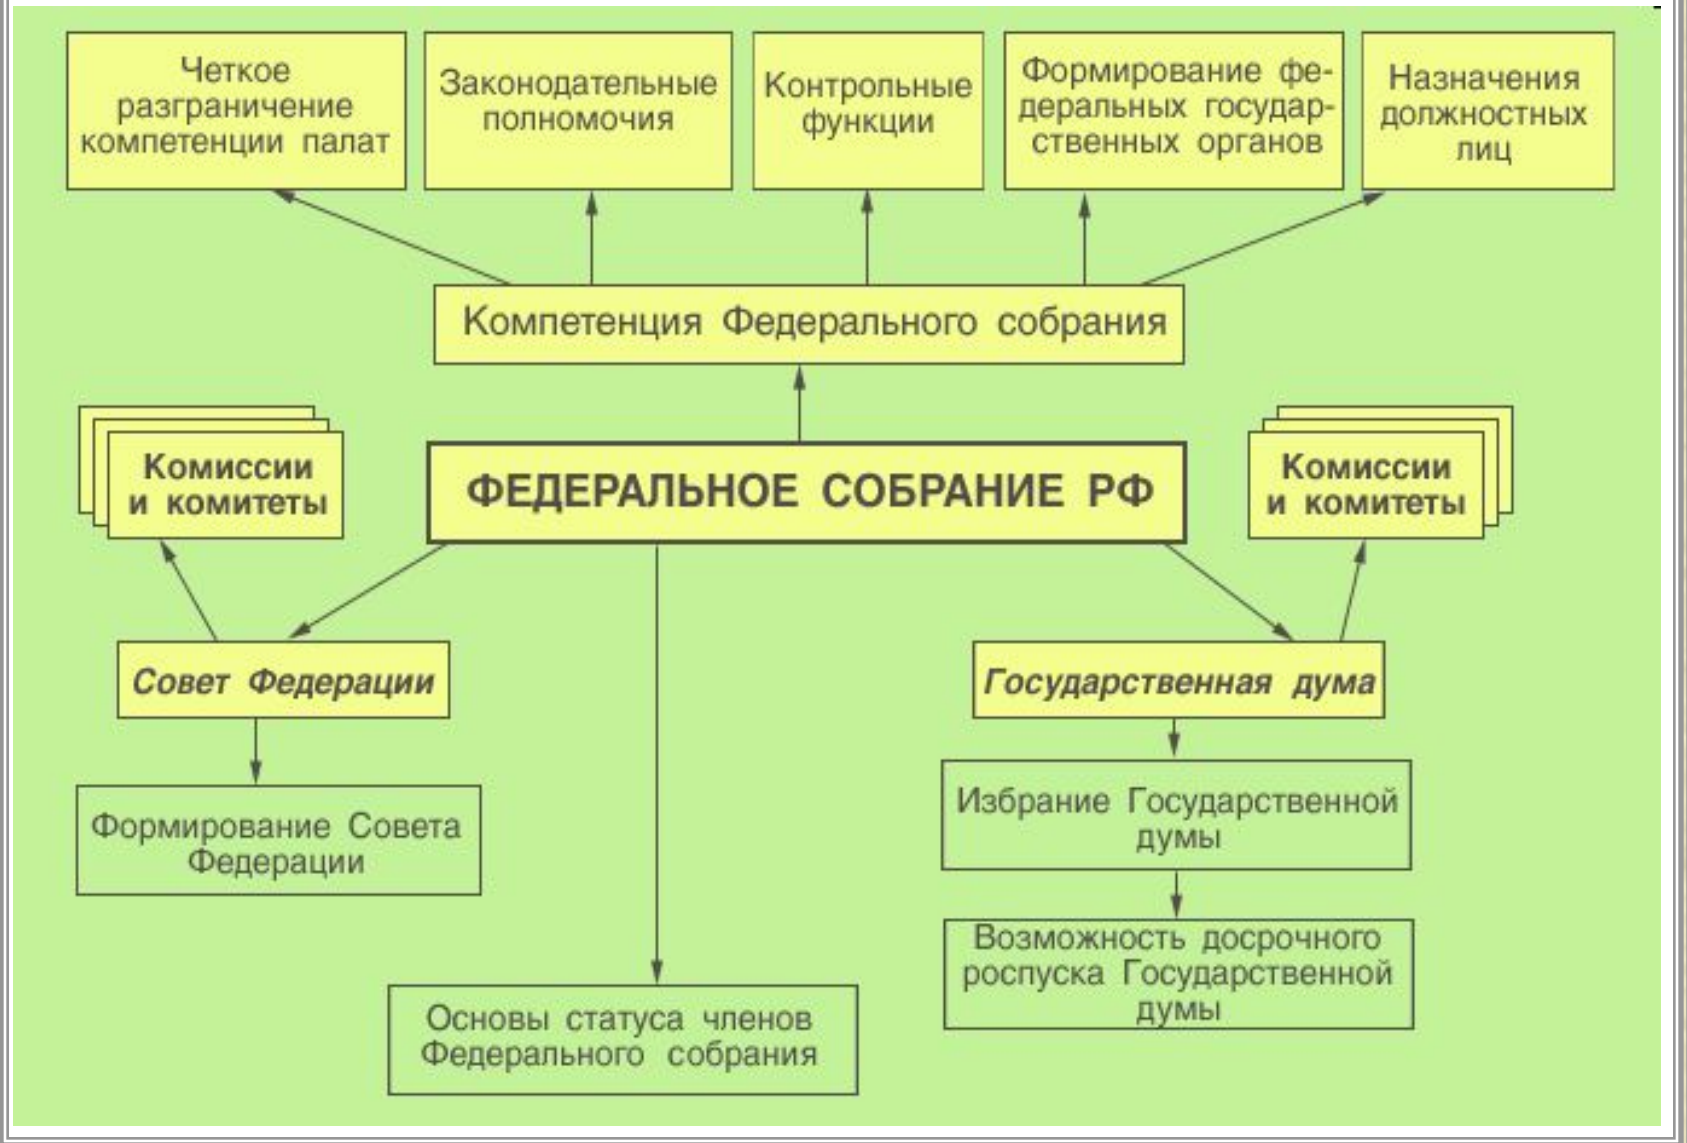 Четкое
разграничение
компетенции палат
Законодательные
полномочия
Контрольные
функции
Формирование фе-
деральных государ-
ственных органов
Назначения
должностных
лиц
Компетенция Федерального собрания
Комиссии
и комитеты
ФЕДЕРАЛЬНОЕ СОБРАНИЕ РФ
Комиссии
и комитеты
Совет Федерации
Государственная дума
Формирование Совета
Федерации
Избрание Государственной
думы
Возможность досрочного
роспуска Государственной
думы
Основы статуса членов
Федерального собрания